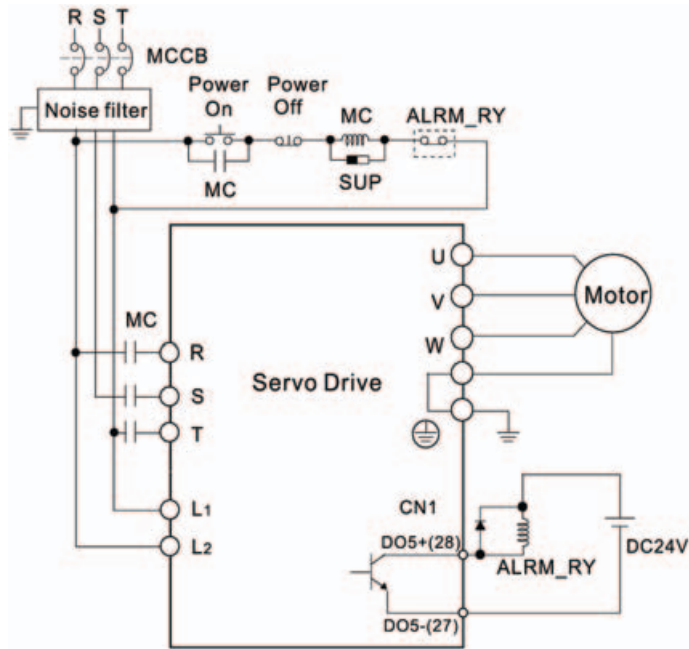 R S T
MCCB
Noise filter
Power On
Power Off
MC
ALRM_RY
MC
SUP
U
V
W
Motor
MC
R
S
T
Servo Drive
L1
L2
CN1
DO5+(28)
DO5-(27)
ALRM_RY
DC24V